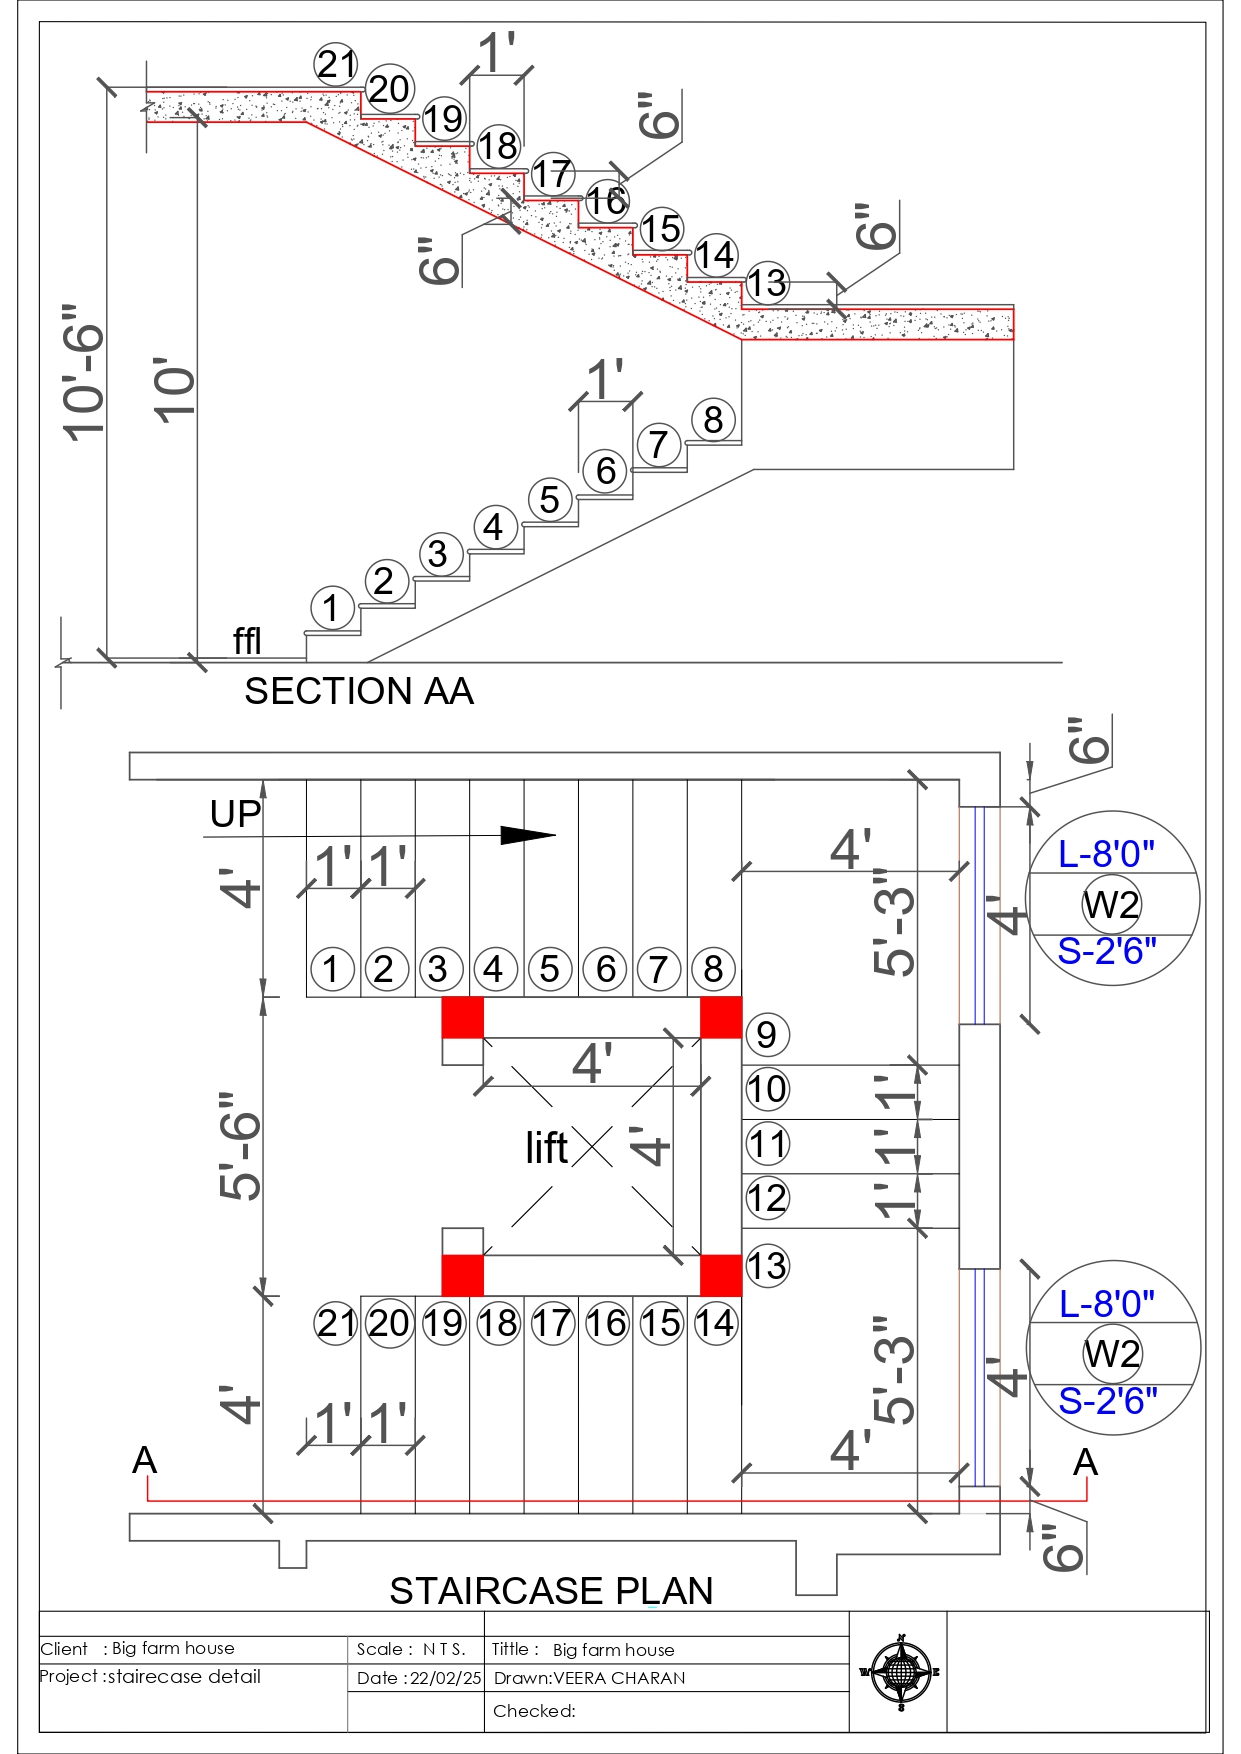 21
20
19
18
17
16
15
14
13
1'
6"
6"
6"
10'-6"
10'
1'
8
7
6
5
4
3
2
1
ffl
SECTION AA
6"
UP
4'
1' 1'
4'
5'-3"
4'
L-8'0"
W2
S-2'6"
1 2 3 4 5 6 7 8
9
10
11
12
13
4'
4'
lift
5'-6"
1'
1'
1'
21 20 19 18 17 16 15 14
4'
1' 1'
5'-3"
4'
4'
L-8'0"
W2
S-2'6"
A
A
6"
STAIRCASE PLAN
Client : Big farm house
Scale : N T S.
Tittle : Big farm house
Project :stairecase detail
Date :22/02/25
Drawn:VEERA CHARAN
Checked:
N
W
E
S